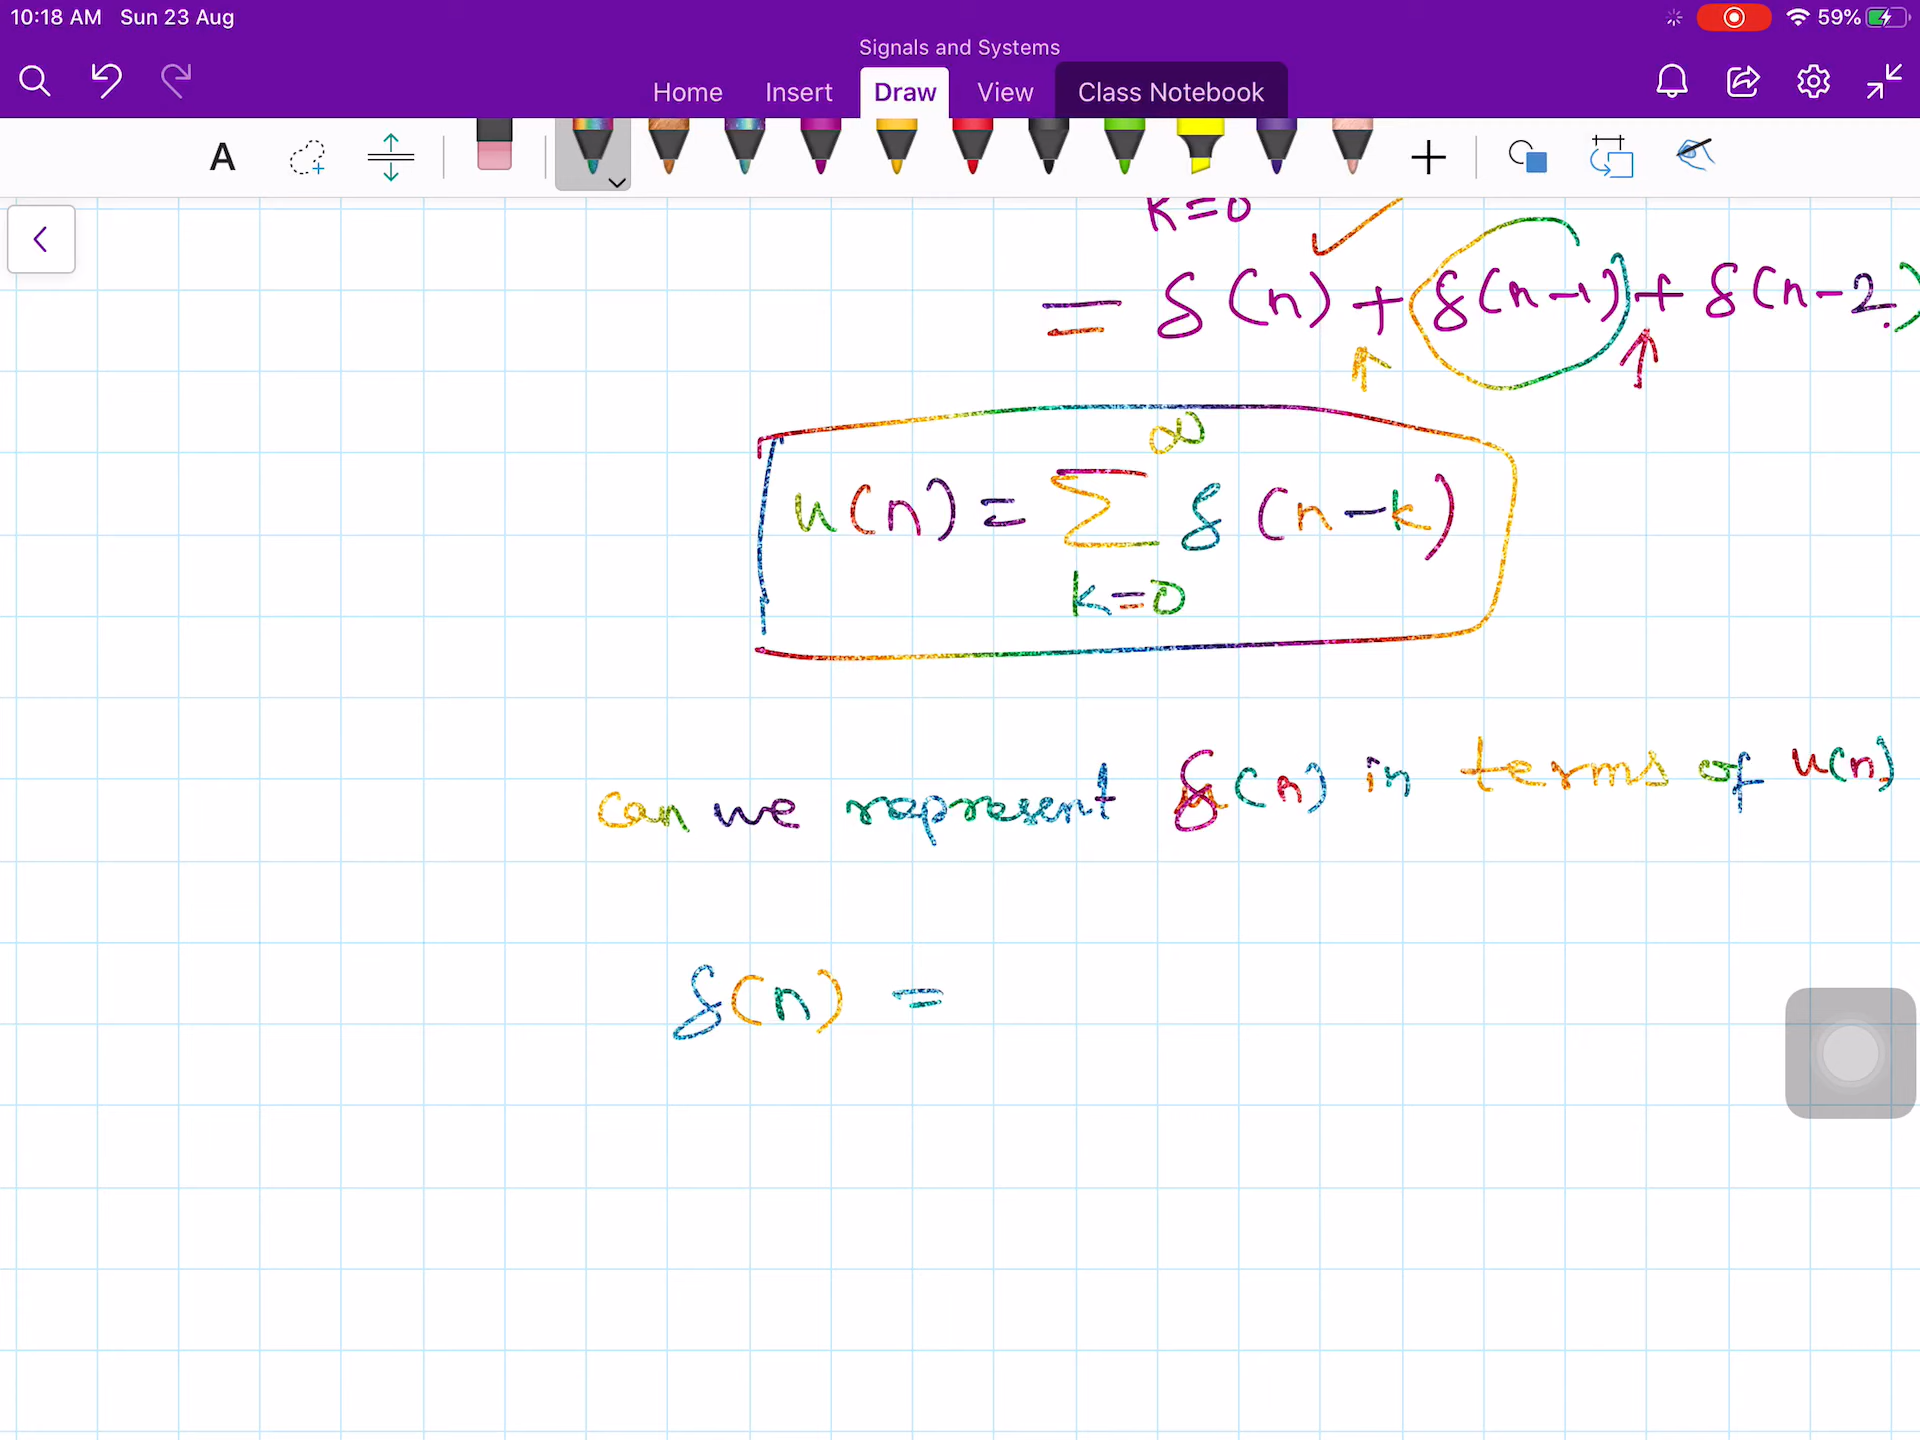 10:18 AM Sun 23 Aug 59%
Signals and Systems
Home Insert Draw View Class Notebook
A
k=0
= δ(n) + δ(n-1) + δ(n-2)
∞
u(n) = Σ δ(n-k)
k=0
can we represent δ(n) in terms of u(n)
δ(n) =